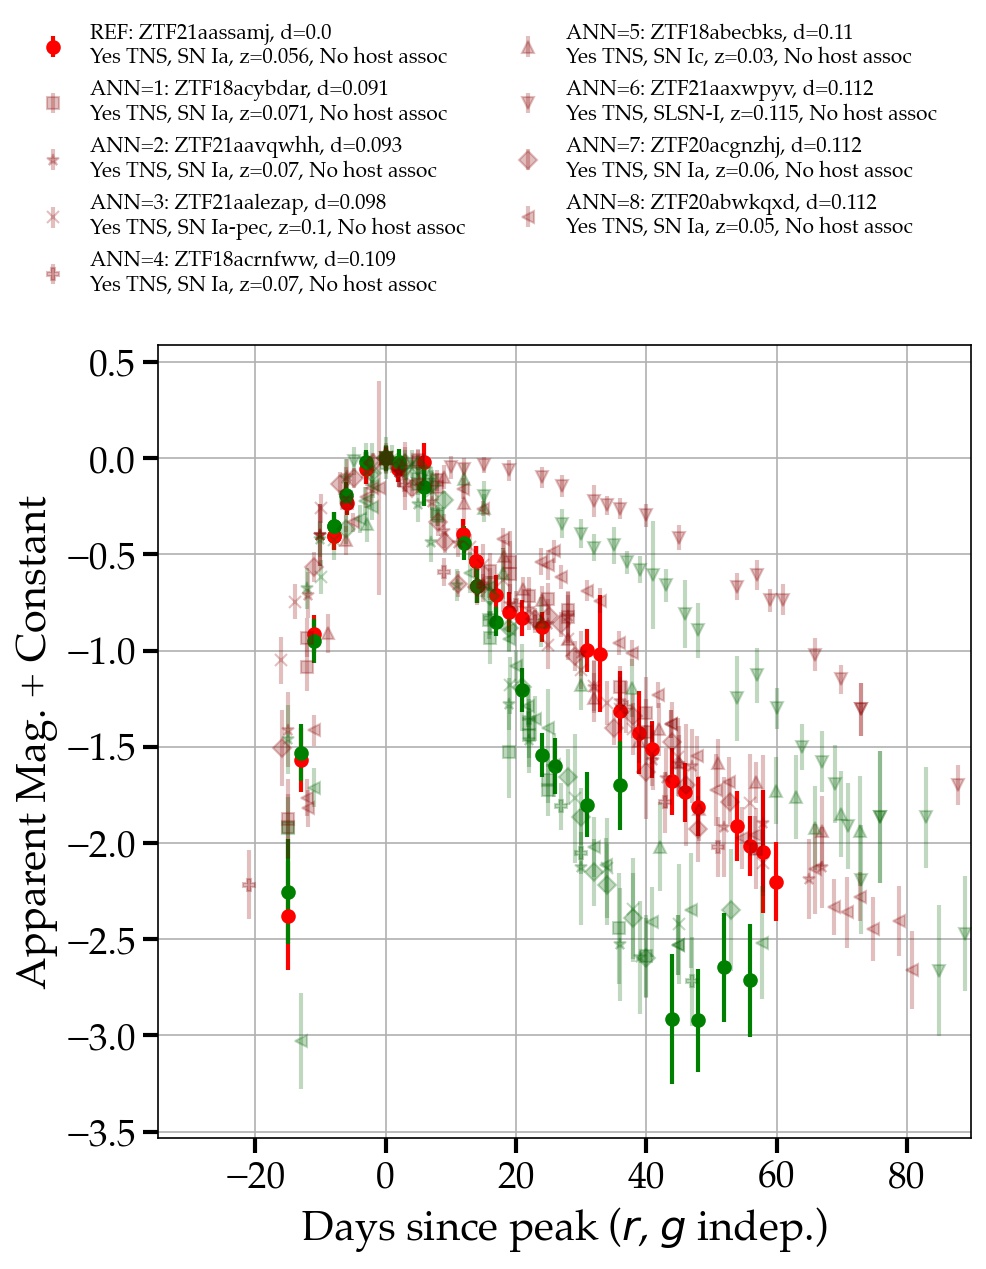 REF: ZTF21aassamj, d=0.0
Yes TNS, SN Ia, z=0.056, No host assoc
ANN=1: ZTF18acybdar, d=0.091
Yes TNS, SN Ia, z=0.071, No host assoc
ANN=2: ZTF21aavqwhh, d=0.093
Yes TNS, SN Ia, z=0.07, No host assoc
ANN=3: ZTF21aalezap, d=0.098
Yes TNS, SN Ia-pec, z=0.1, No host assoc
ANN=4: ZTF18acrnfww, d=0.109
Yes TNS, SN Ia, z=0.07, No host assoc
ANN=5: ZTF18abecbks, d=0.11
Yes TNS, SN Ic, z=0.03, No host assoc
ANN=6: ZTF21aaxwpyv, d=0.112
Yes TNS, SLSN-I, z=0.115, No host assoc
ANN=7: ZTF20acgnzhj, d=0.112
Yes TNS, SN Ia, z=0.06, No host assoc
ANN=8: ZTF20abwkqxd, d=0.112
Yes TNS, SN Ia, z=0.05, No host assoc
Apparent Mag. + Constant
0.5
0.0
−0.5
−1.0
−1.5
−2.0
−2.5
−3.0
−3.5
−20 0 20 40 60 80
Days since peak (r, g indep.)